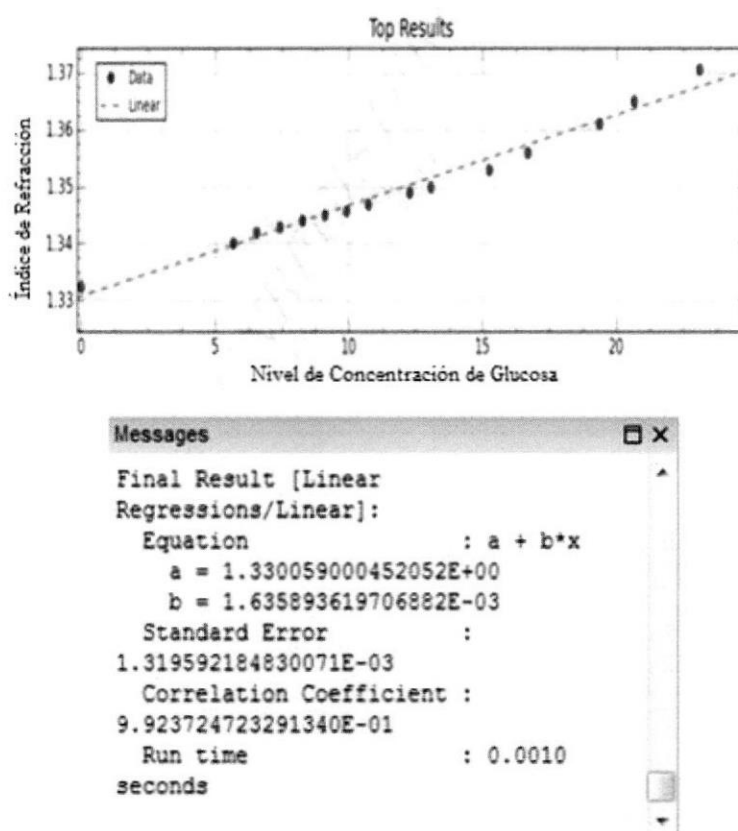 Top Results
Data
Linear
1.37
1.36
1.35
1.34
1.33
Índice de Refracción
0 5 10 15 20
Nivel de Concentración de Glucosa
Messages
Final Result [Linear
Regressions/Linear]:
Equation : a + b*x
a = 1.330059000452052E+00
b = 1.635893619706882E-03
Standard Error :
1.319592184830071E-03
Correlation Coefficient :
9.923724723291340E-01
Run time : 0.0010
seconds